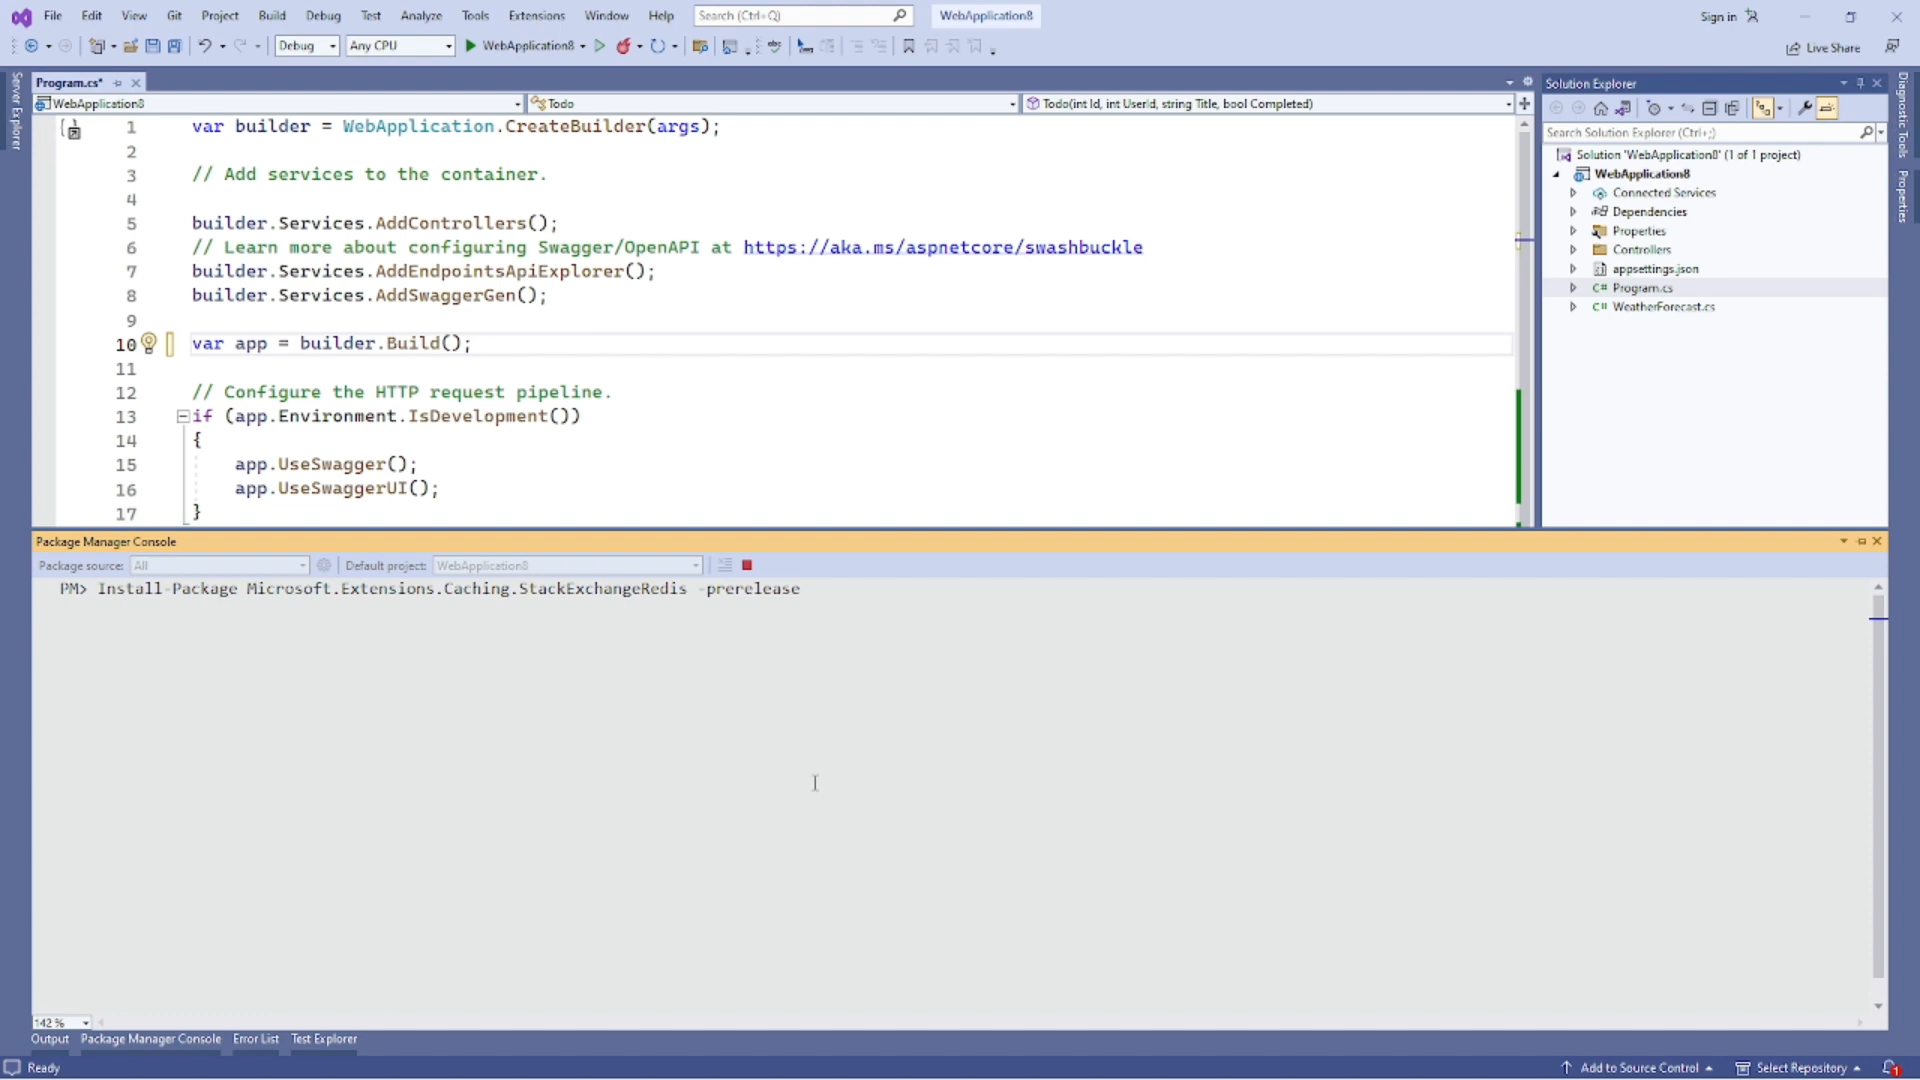 File Edit View Git Project Build Debug Test Analyze Tools Extensions Window Help Search (Ctrl+Q) WebApplication8 Sign in
Debug Any CPU WebApplication8 Live Share
Server Explorer
Program.cs*
WebApplication8 Todo Todo(int Id, int UserId, string Title, bool Completed)
1 var builder = WebApplication.CreateBuilder(args);
2
3 // Add services to the container.
4
5 builder.Services.AddControllers();
6 // Learn more about configuring Swagger/OpenAPI at https://aka.ms/aspnetcore/swashbuckle
7 builder.Services.AddEndpointsApiExplorer();
8 builder.Services.AddSwaggerGen();
9
10 var app = builder.Build();
11
12 // Configure the HTTP request pipeline.
13 if (app.Environment.IsDevelopment())
14 {
15 app.UseSwagger();
16 app.UseSwaggerUI();
17 }
Solution Explorer
Search Solution Explorer (Ctrl+;)
Solution 'WebApplication8' (1 of 1 project)
WebApplication8
Connected Services
Dependencies
Properties
Controllers
appsettings.json
C# Program.cs
C# WeatherForecast.cs
Diagnostic Tools
Properties
Package Manager Console
Package source: All Default project: WebApplication8
PM> Install-Package Microsoft.Extensions.Caching.StackExchangeRedis -prerelease
142 %
Output Package Manager Console Error List Test Explorer
Ready Add to Source Control Select Repository 1